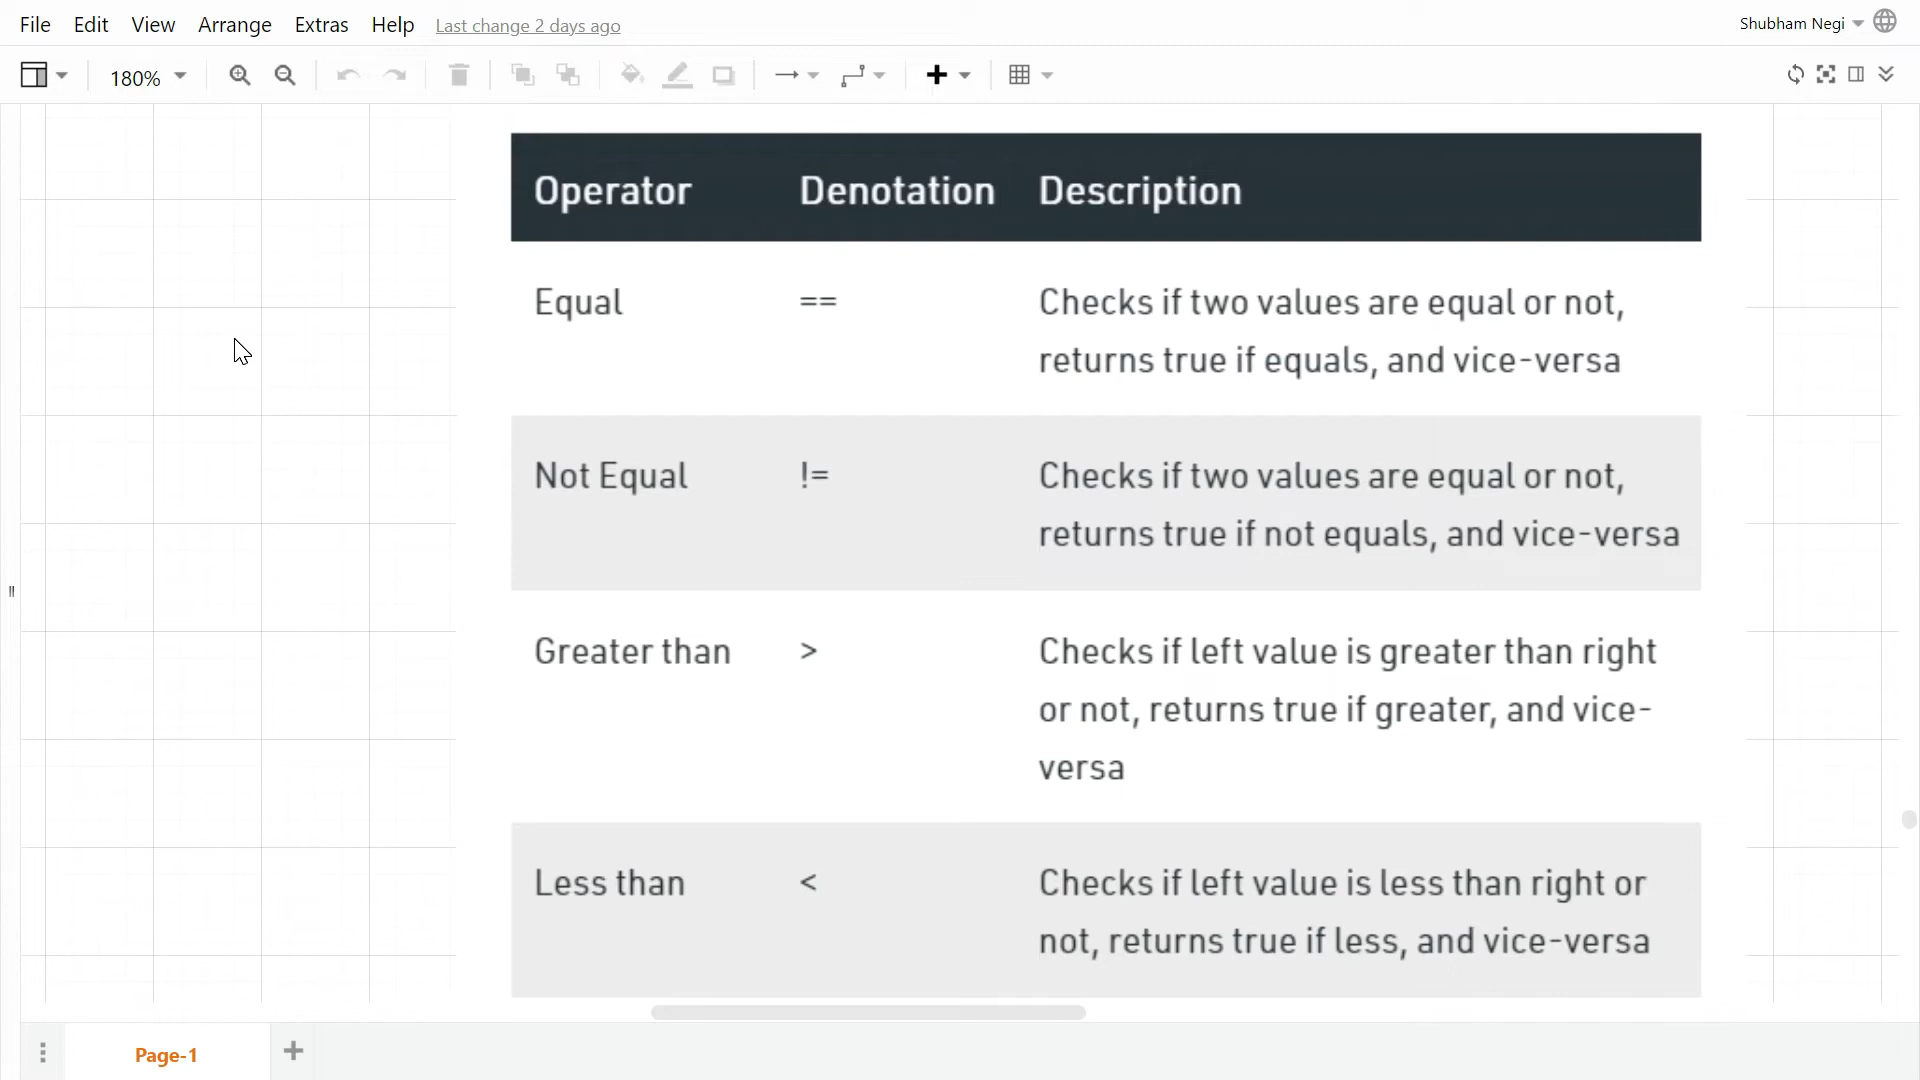 File Edit View Arrange Extras Help Last change 2 days ago Shubham Negi
180%
Operator Denotation Description
Equal == Checks if two values are equal or not,
returns true if equals, and vice-versa
Not Equal != Checks if two values are equal or not,
returns true if not equals, and vice-versa
Greater than > Checks if left value is greater than right
or not, returns true if greater, and vice-
versa
Less than < Checks if left value is less than right or
not, returns true if less, and vice-versa
Page-1